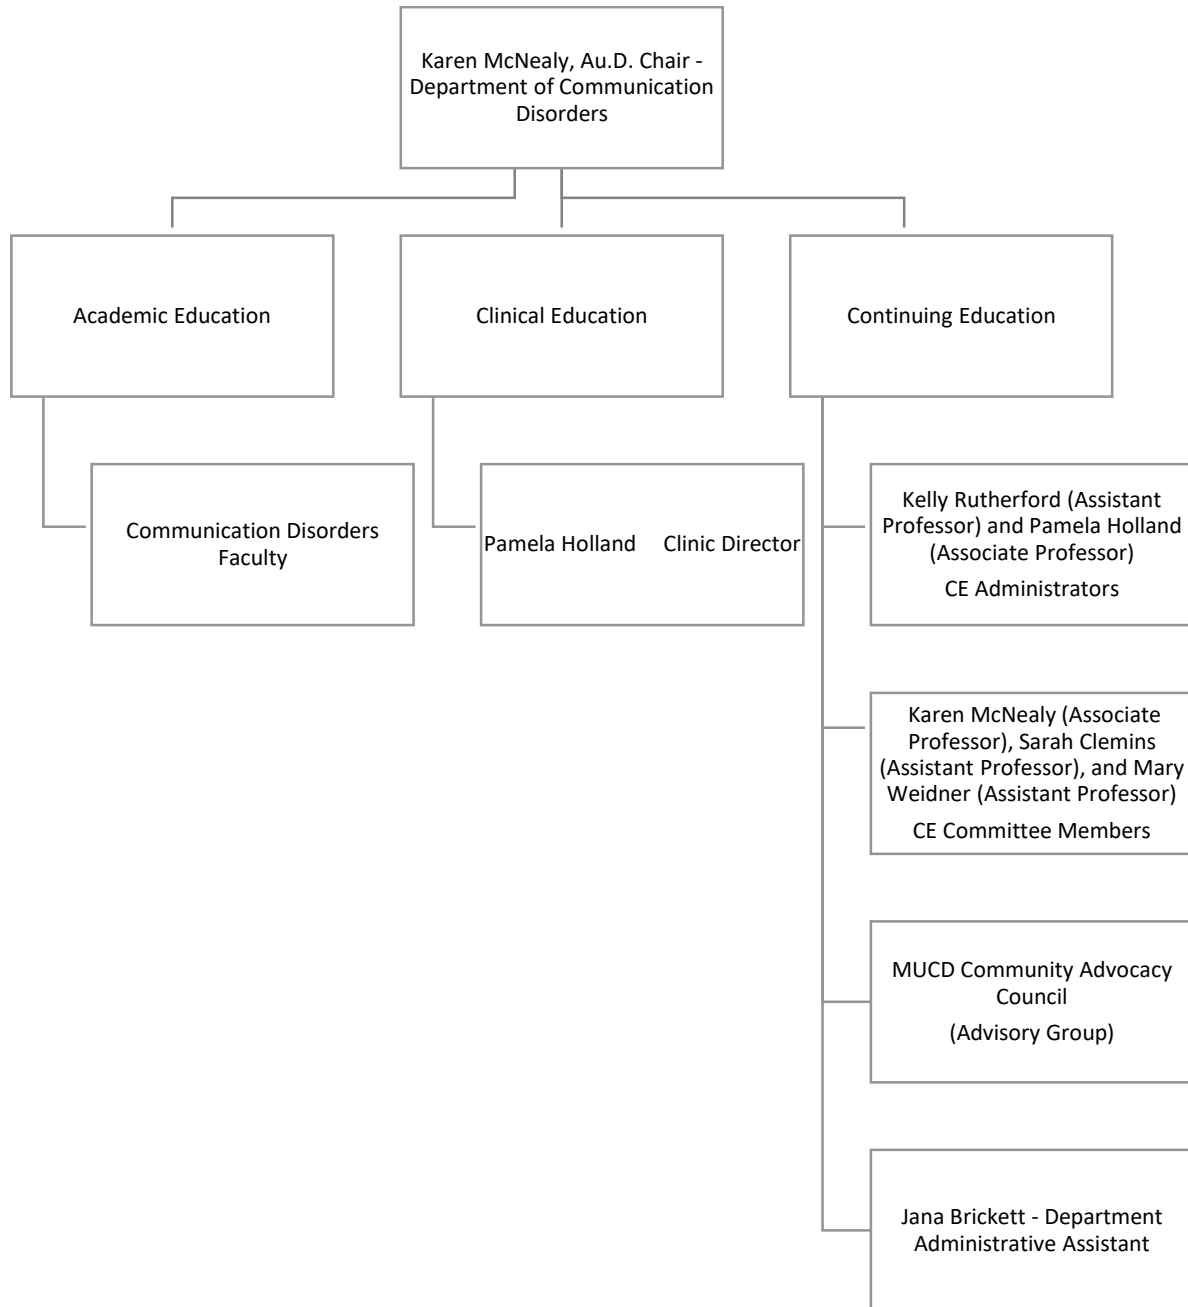 Karen McNealy, Au.D. Chair -
Department of Communication
Disorders
Academic Education
Clinical Education
Continuing Education
Communication Disorders
Faculty
Pamela Holland Clinic Director
Kelly Rutherford (Assistant
Professor) and Pamela Holland
(Associate Professor)
CE Administrators
Karen McNealy (Associate
Professor), Sarah Clemins
(Assistant Professor), and Mary
Weidner (Assistant Professor)
CE Committee Members
MUCD Community Advocacy
Council
(Advisory Group)
Jana Brickett - Department
Administrative Assistant